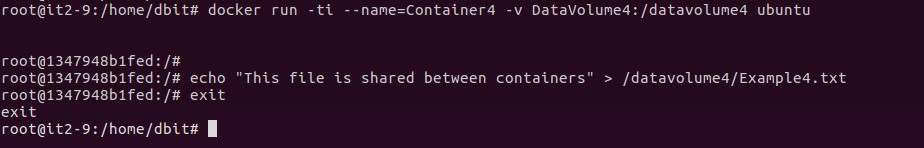 root@it2-9:/home/dbit# docker run -ti --name=Container4 -v DataVolume4:/datavolume4 ubuntu
root@1347948b1fed:/#
root@1347948b1fed:/# echo "This file is shared between containers" > /datavolume4/Example4.txt
root@1347948b1fed:/# exit
exit
root@it2-9:/home/dbit#